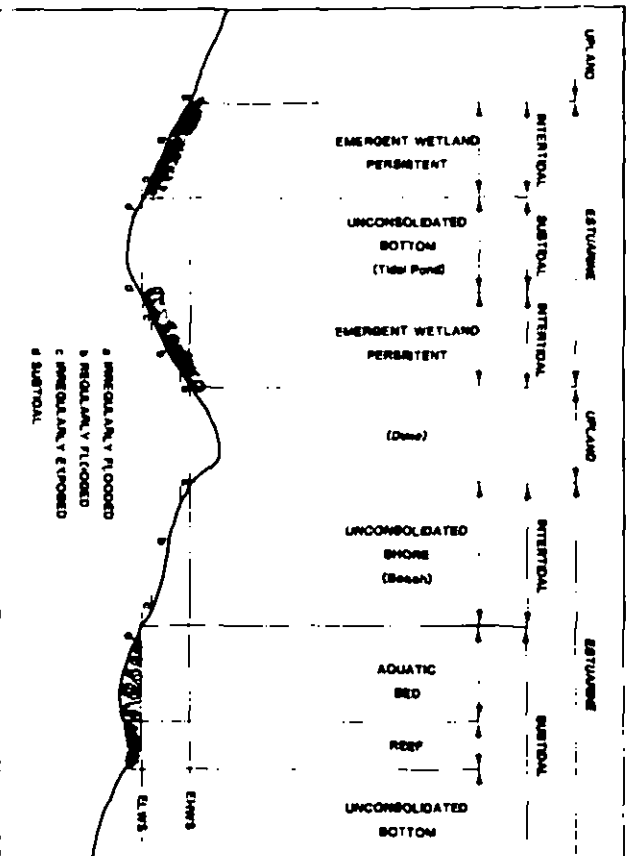 UPLAND
ESTUARINE
UPLAND
ESTUARINE
INTERTIDAL
SUBTIDAL
INTERTIDAL
INTERTIDAL
SUBTIDAL
EMERGENT WETLAND
PERSISTENT
UNCONSOLIDATED
BOTTOM
(Tidal Pond)
EMERGENT WETLAND
PERSISTENT
(Dune)
UNCONSOLIDATED
SHORE
(Beach)
AQUATIC
BED
REEF
UNCONSOLIDATED
BOTTOM
EHWS
ELWS
a IRREGULARLY FLOODED
b REGULARLY FLOODED
c IRREGULARLY EXPOSED
d SUBTIDAL